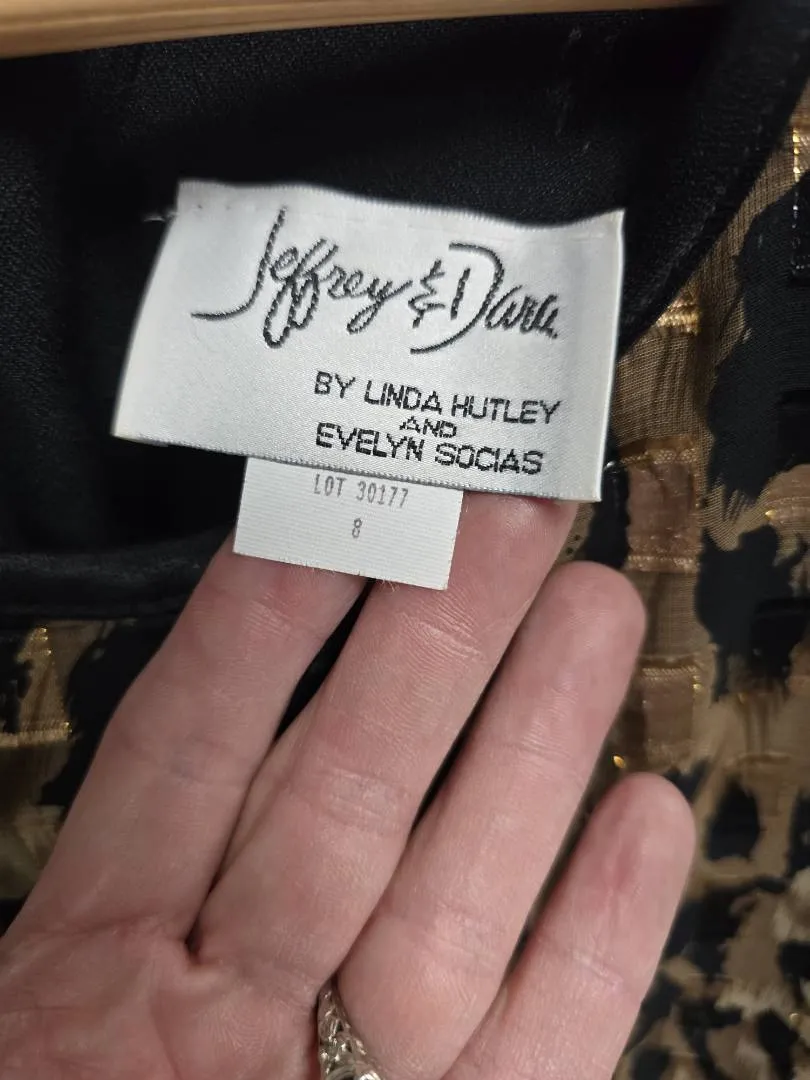 Jeffrey & Dara
BY LINDA HUTLEY
AND
EVELYN SOCIAS
LOT 30177
8